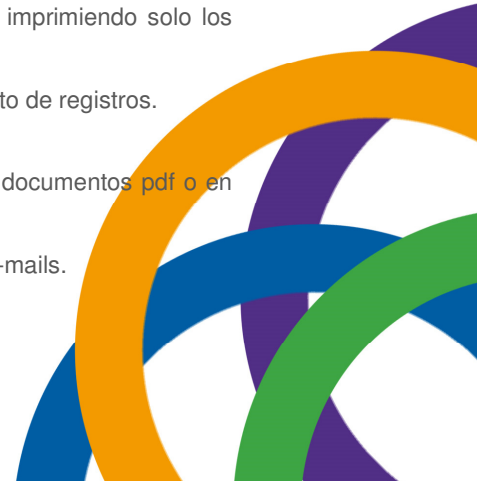 imprimiendo solo los
to de registros.
documentos pdf o en
-mails.